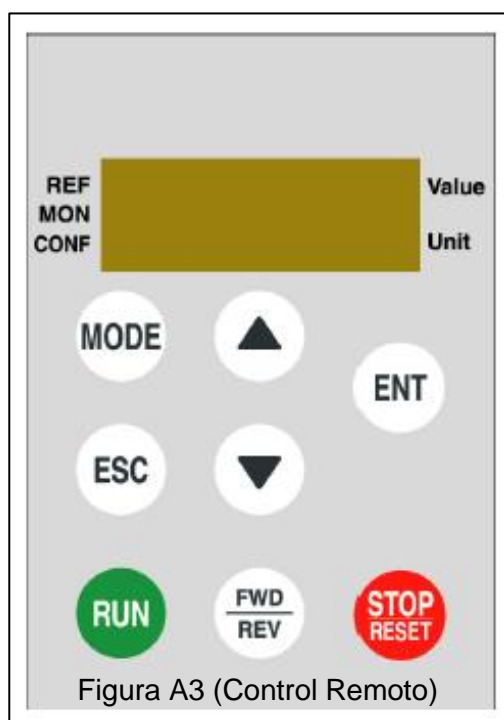 REF
Value
MON
CONF
Unit
MODE
ENT
ESC
RUN
FWD
REV
STOP
RESET
Figura A3 (Control Remoto)